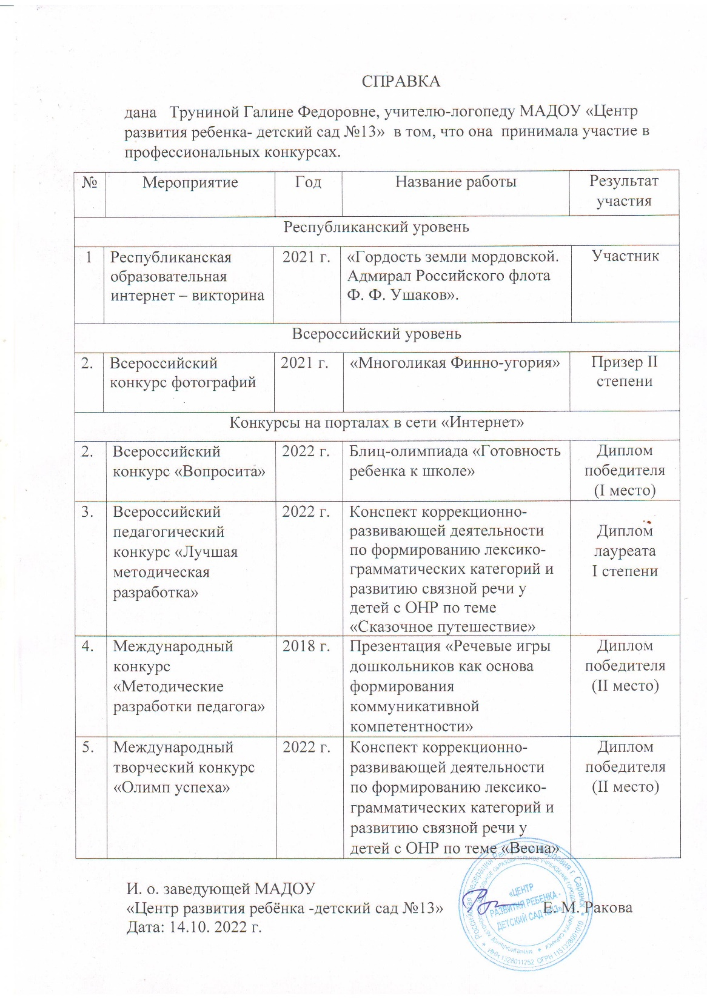 СПРАВКА
дана Труниной Галине Федоровне, учителю-логопеду МАДОУ «Центр
развития ребенка- детский сад №13» в том, что она принимала участие в
профессиональных конкурсах.
№ Мероприятие Год Название работы Результат
участия
Республиканский уровень
1 Республиканская 2021 г. «Гордость земли мордовской. Участник
образовательная Адмирал Российского флота
интернет – викторина Ф. Ф. Ушаков».
Всероссийский уровень
2. Всероссийский 2021 г. «Многоликая Финно-угория» Призер II
конкурс фотографий степени
Конкурсы на порталах в сети «Интернет»
2. Всероссийский 2022 г. Блиц-олимпиада «Готовность Диплом
конкурс «Вопросита» ребенка к школе» победителя
(I место)
3. Всероссийский 2022 г. Конспект коррекционно-
педагогический развивающей деятельности Диплом
конкурс «Лучшая по формированию лексико- лауреата
методическая грамматических категорий и I степени
разработка» развитию связной речи у
детей с ОНР по теме
«Сказочное путешествие»
4. Международный 2018 г. Презентация «Речевые игры Диплом
конкурс дошкольников как основа победителя
«Методические формирования (II место)
разработки педагога» коммуникативной
компетентности»
5. Международный 2022 г. Конспект коррекционно- Диплом
творческий конкурс развивающей деятельности победителя
«Олимп успеха» по формированию лексико- (II место)
грамматических категорий и
развитию связной речи у
детей с ОНР по теме «Весна»
И. о. заведующей МАДОУ
«Центр развития ребёнка -детский сад №13» Е. М. Ракова
Дата: 14.10. 2022 г.
«ЦЕНТР
РАЗВИТИЯ РЕБЕНКА -
ДЕТСКИЙ САД №13»
ИНН 1328011252 ОГРН 1151328001010